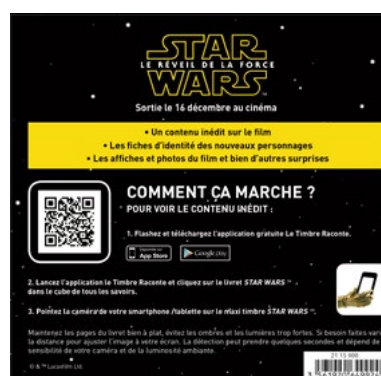 STAR
LE RÉVEIL DE LA FORCE
WARS
Sortie le 16 décembre au cinéma
• Un contenu inédit sur le film
• Les fiches d'identité des nouveaux personnages
• Les affiches et photos du film et bien d'autres surprises
COMMENT ÇA MARCHE ?
POUR VOIR LE CONTENU INÉDIT :
1. Flashez et téléchargez l'application gratuite Le Timbre Raconte.
App Store
Google play
2. Lancez l'application le Timbre Raconte et cliquez sur le livret STAR WARS ™
dans le cube de tous les savoirs.
3. Pointez la caméra de votre smartphone /tablette sur le maxi timbre STAR WARS ™.
Maintenez les pages du livret bien à plat, évitez les ombres et les lumières trop fortes. Si besoin faites vari
la distance pour ajuster l'image à votre écran. La détection peut prendre quelques secondes et dépend de
sensibilité de votre caméra et de la luminosité ambiante.
21 15 900
© & ™ Lucasfilm Ltd.